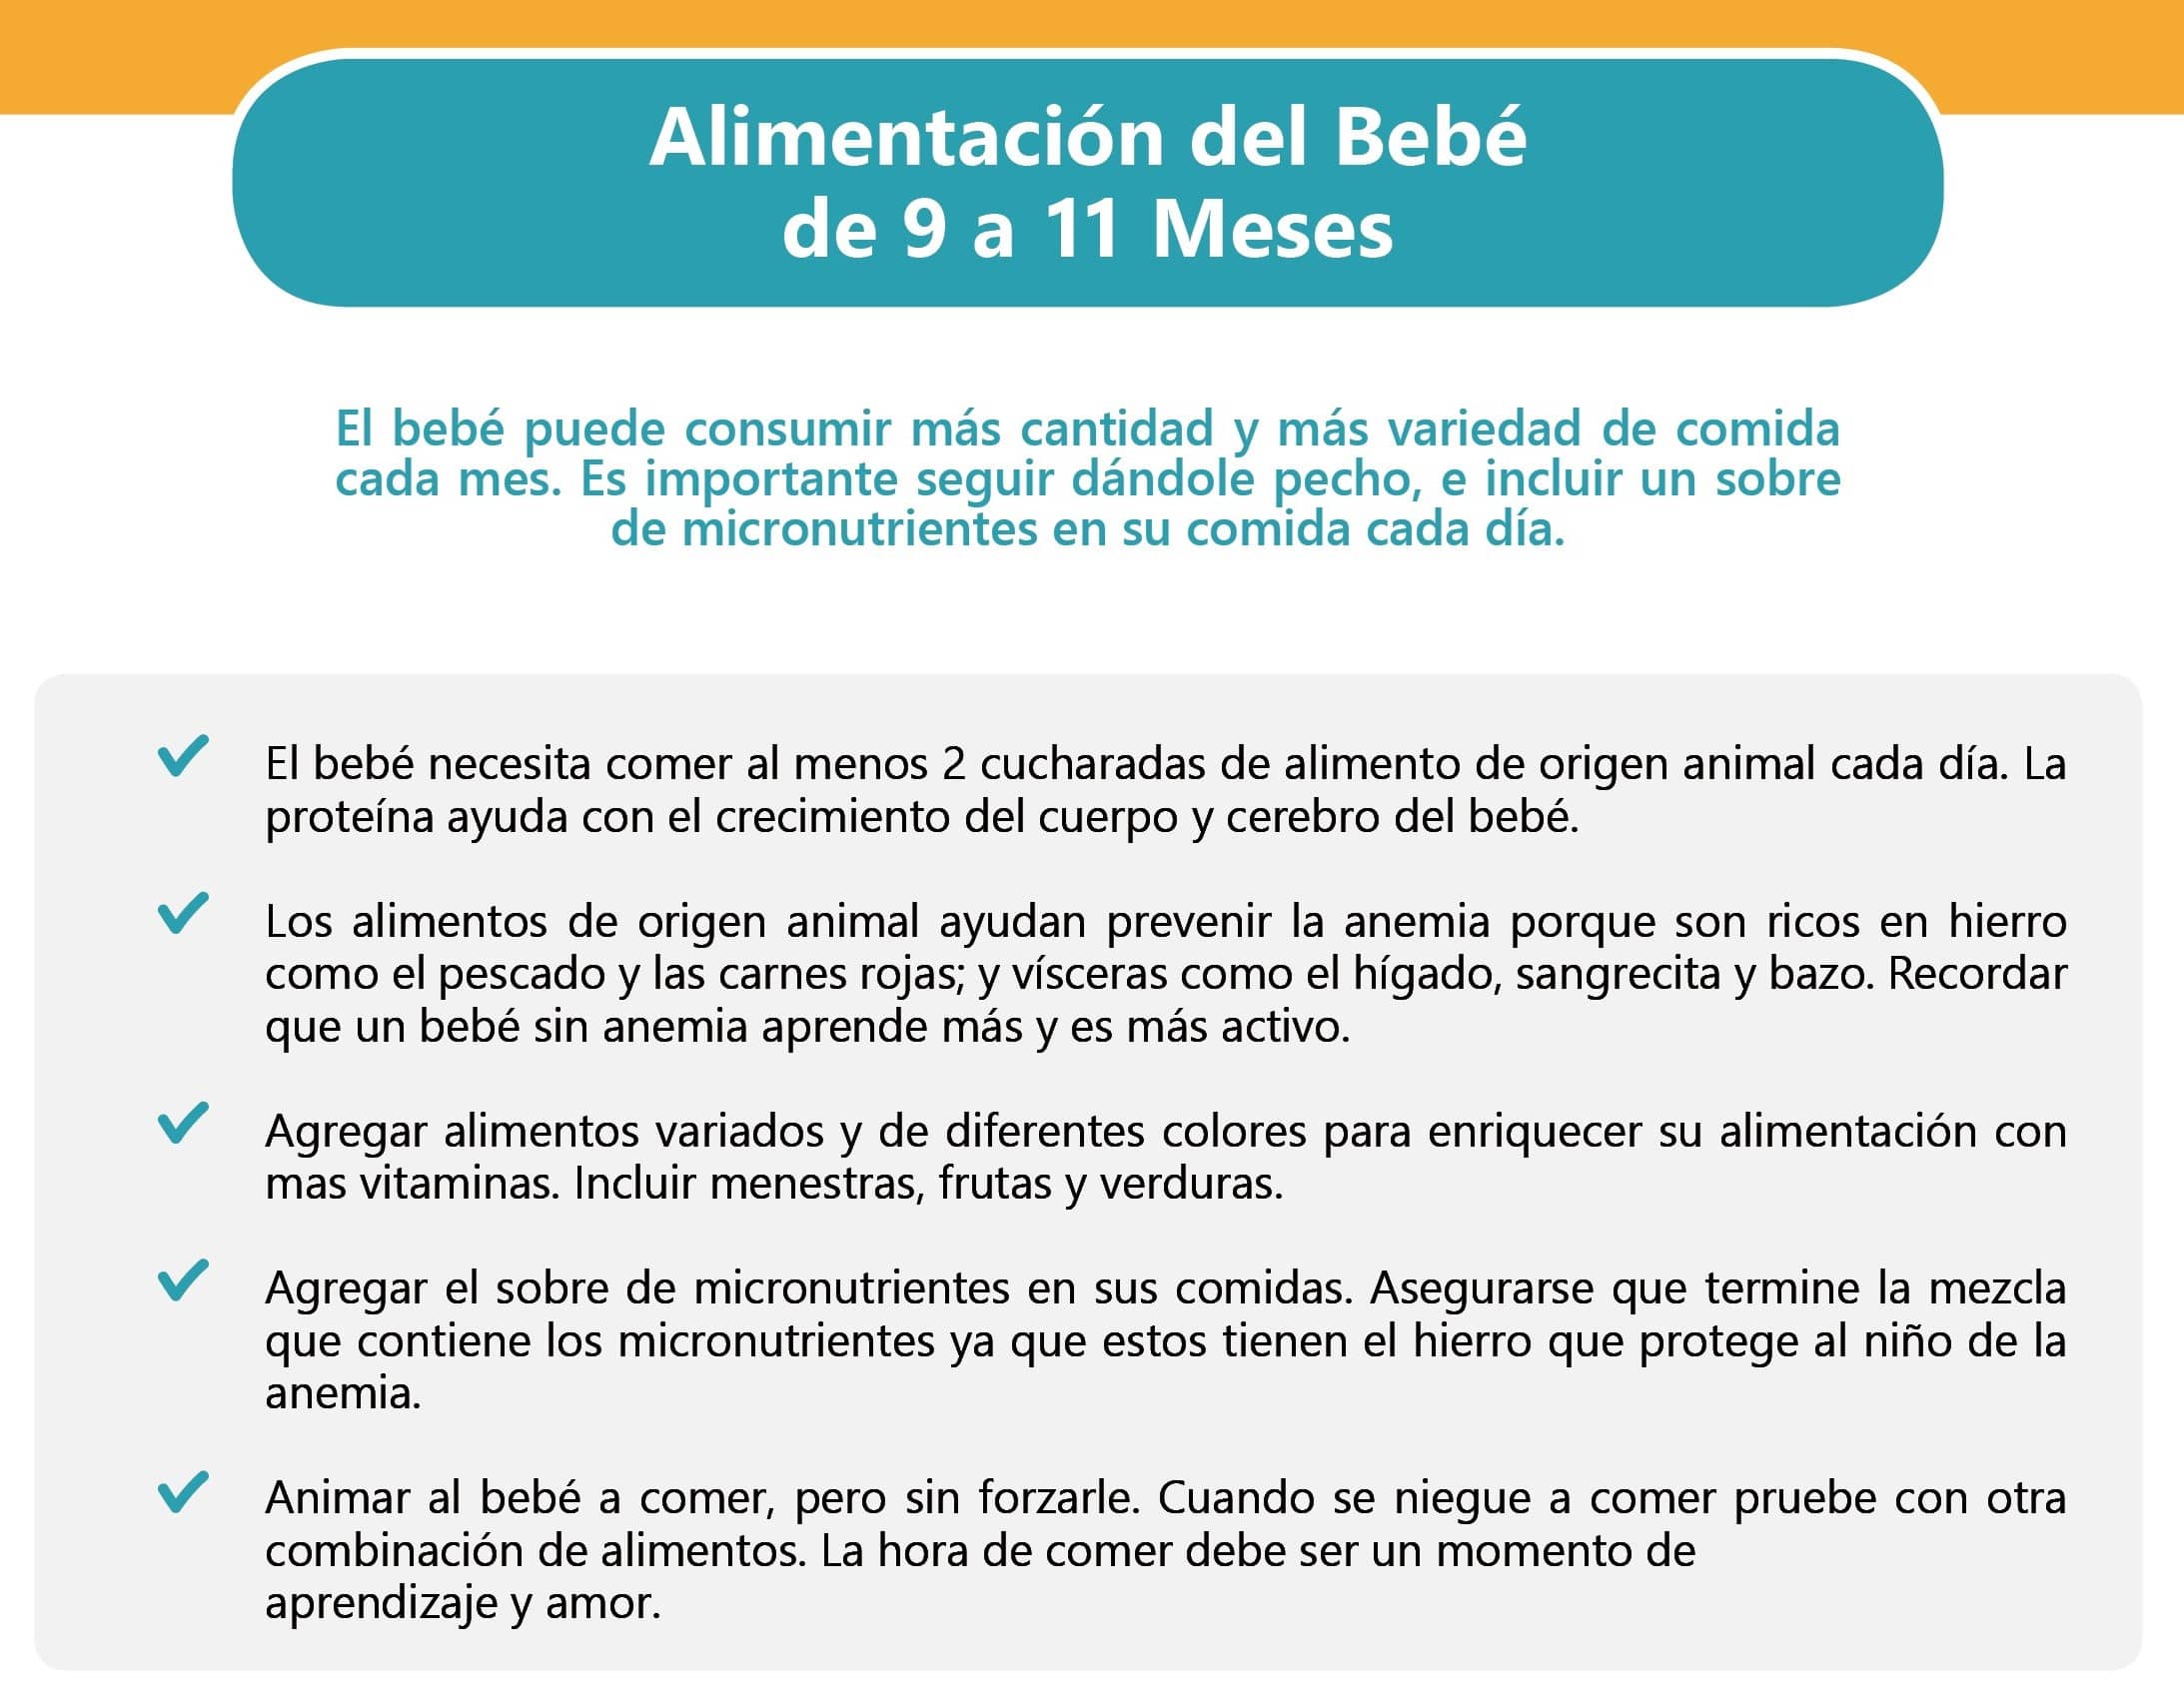 Alimentación del Bebé
de 9 a 11 Meses
El bebé puede consumir más cantidad y más variedad de comida
cada mes. Es importante seguir dándole pecho, e incluir un sobre
de micronutrientes en su comida cada día.
El bebé necesita comer al menos 2 cucharadas de alimento de origen animal cada día. La
proteína ayuda con el crecimiento del cuerpo y cerebro del bebé.
Los alimentos de origen animal ayudan prevenir la anemia porque son ricos en hierro
como el pescado y las carnes rojas; y vísceras como el hígado, sangrecita y bazo. Recordar
que un bebé sin anemia aprende más y es más activo.
Agregar alimentos variados y de diferentes colores para enriquecer su alimentación con
mas vitaminas. Incluir menestras, frutas y verduras.
Agregar el sobre de micronutrientes en sus comidas. Asegurarse que termine la mezcla
que contiene los micronutrientes ya que estos tienen el hierro que protege al niño de la
anemia.
Animar al bebé a comer, pero sin forzarle. Cuando se niegue a comer pruebe con otra
combinación de alimentos. La hora de comer debe ser un momento de
aprendizaje y amor.